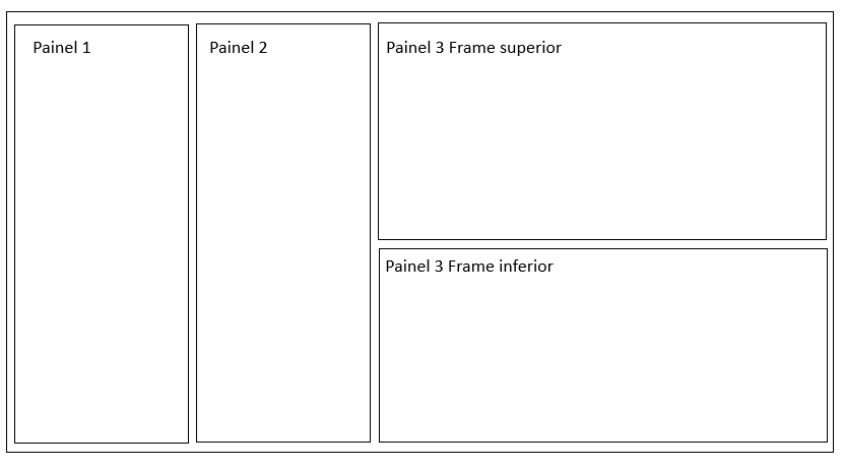 Painel 1
Painel 2
Painel 3 Frame superior
Painel 3 Frame inferior